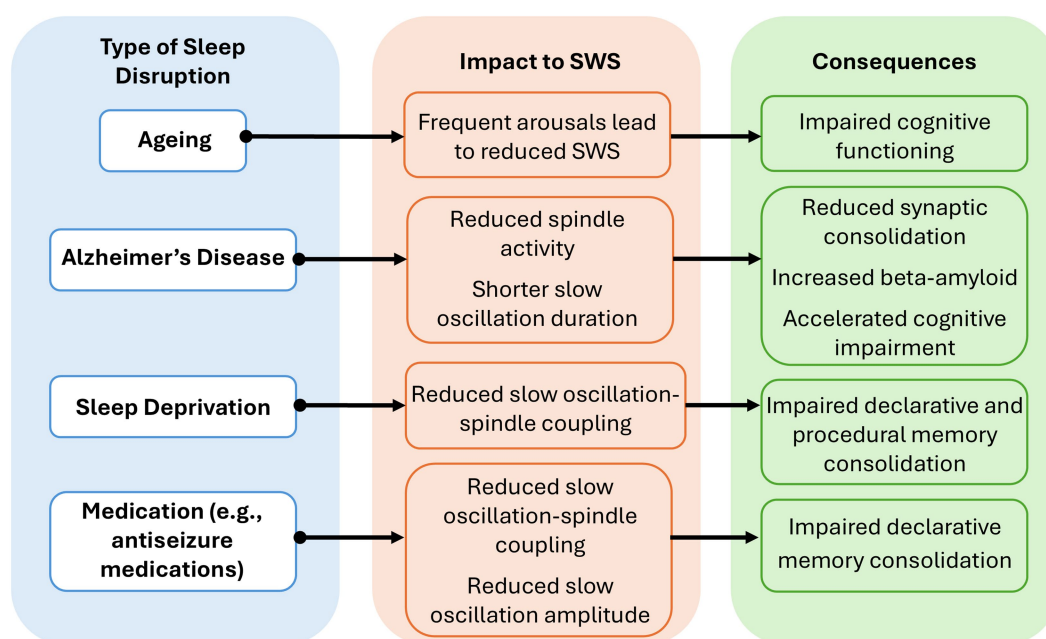 Type of Sleep
Disruption
Impact to SWS
Consequences
Ageing
Frequent arousals lead
to reduced SWS
Impaired cognitive
functioning
Alzheimer's Disease
Reduced spindle
activity
Shorter slow
oscillation duration
Reduced synaptic
consolidation
Increased beta-amyloid
Accelerated cognitive
impairment
Sleep Deprivation
Reduced slow oscillation-
spindle coupling
Impaired declarative and
procedural memory
consolidation
Medication (e.g.,
antiseizure
medications)
Reduced slow
oscillation-spindle
coupling
Reduced slow
oscillation amplitude
Impaired declarative
memory consolidation